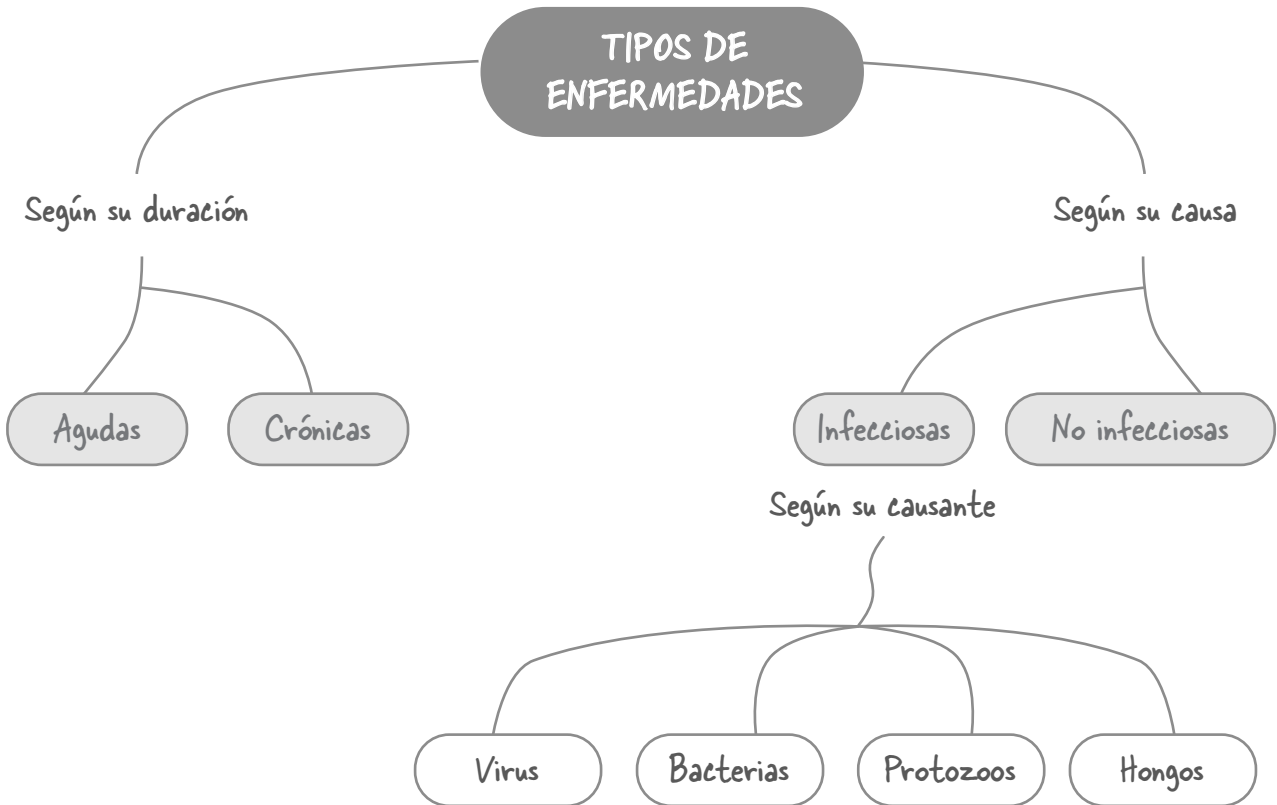 TIPOS DE
ENFERMEDADES
Según su duración
Según su causa
Agudas
Crónicas
Infecciosas
No infecciosas
Según su causante
Virus
Bacterias
Protozoos
Hongos